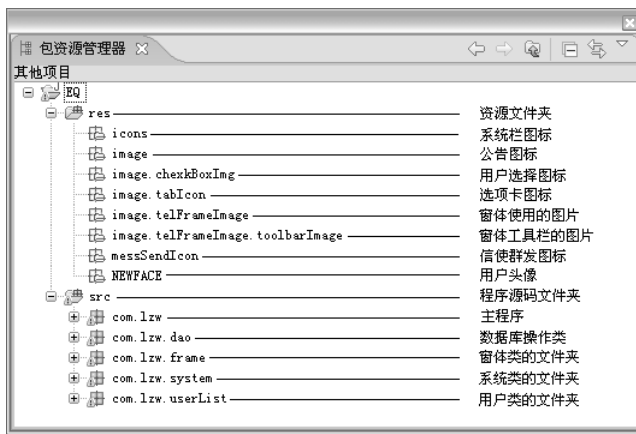 包资源管理器
其他项目
EQ
res 资源文件夹
icons 系统栏图标
image 公告图标
image.chexkBoxImg 用户选择图标
image.tabIcon 选项卡图标
image.telFrameImage 窗体使用的图片
image.telFrameImage.toolbarImage 窗体工具栏的图片
messSendIcon 信使群发图标
NEWFACE 用户头像
src 程序源码文件夹
com.lzw 主程序
com.lzw.dao 数据库操作类
com.lzw.frame 窗体类的文件夹
com.lzw.system 系统类的文件夹
com.lzw.userList 用户类的文件夹